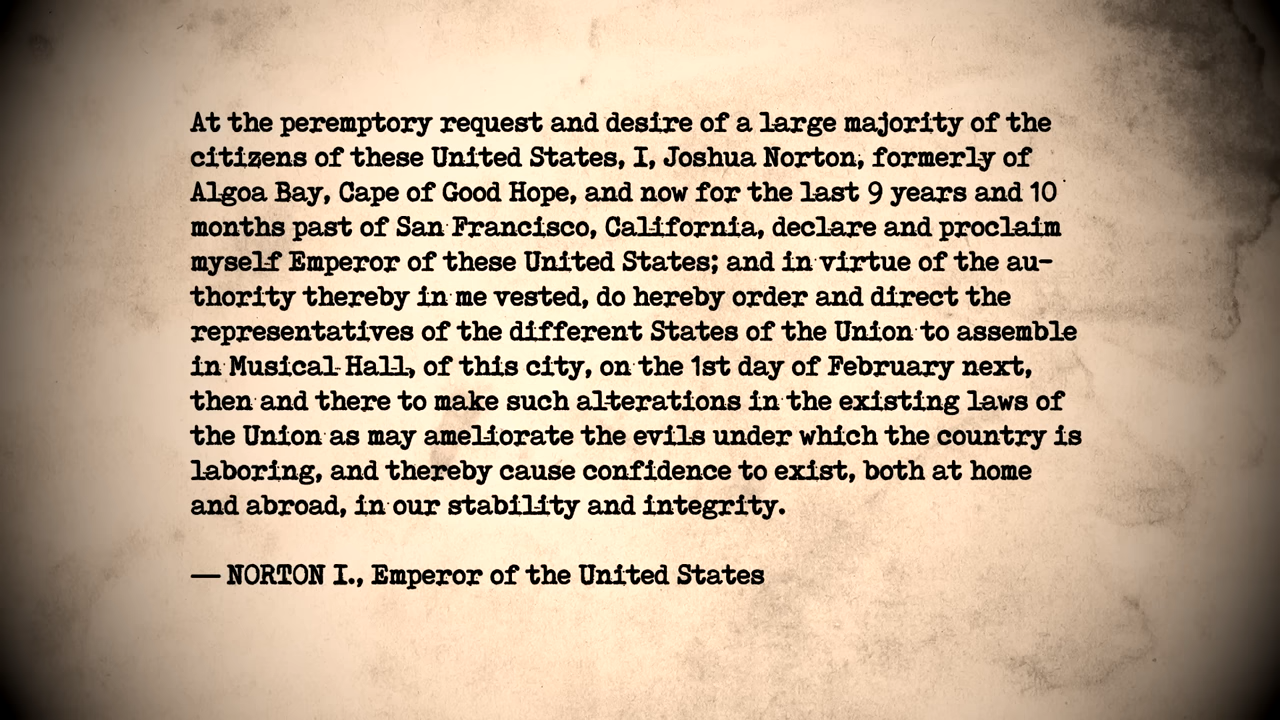 At the peremptory request and desire of a large majority of the
citizens of these United States, I, Joshua Norton, formerly of
Algoa Bay, Cape of Good Hope, and now for the last 9 years and 10
months past of San Francisco, California, declare and proclaim
myself Emperor of these United States; and in virtue of the au-
thority thereby in me vested, do hereby order and direct the
representatives of the different States of the Union to assemble
in Musical Hall, of this city, on the 1st day of February next,
then and there to make such alterations in the existing laws of
the Union as may ameliorate the evils under which the country is
laboring, and thereby cause confidence to exist, both at home
and abroad, in our stability and integrity.
— NORTON I., Emperor of the United States